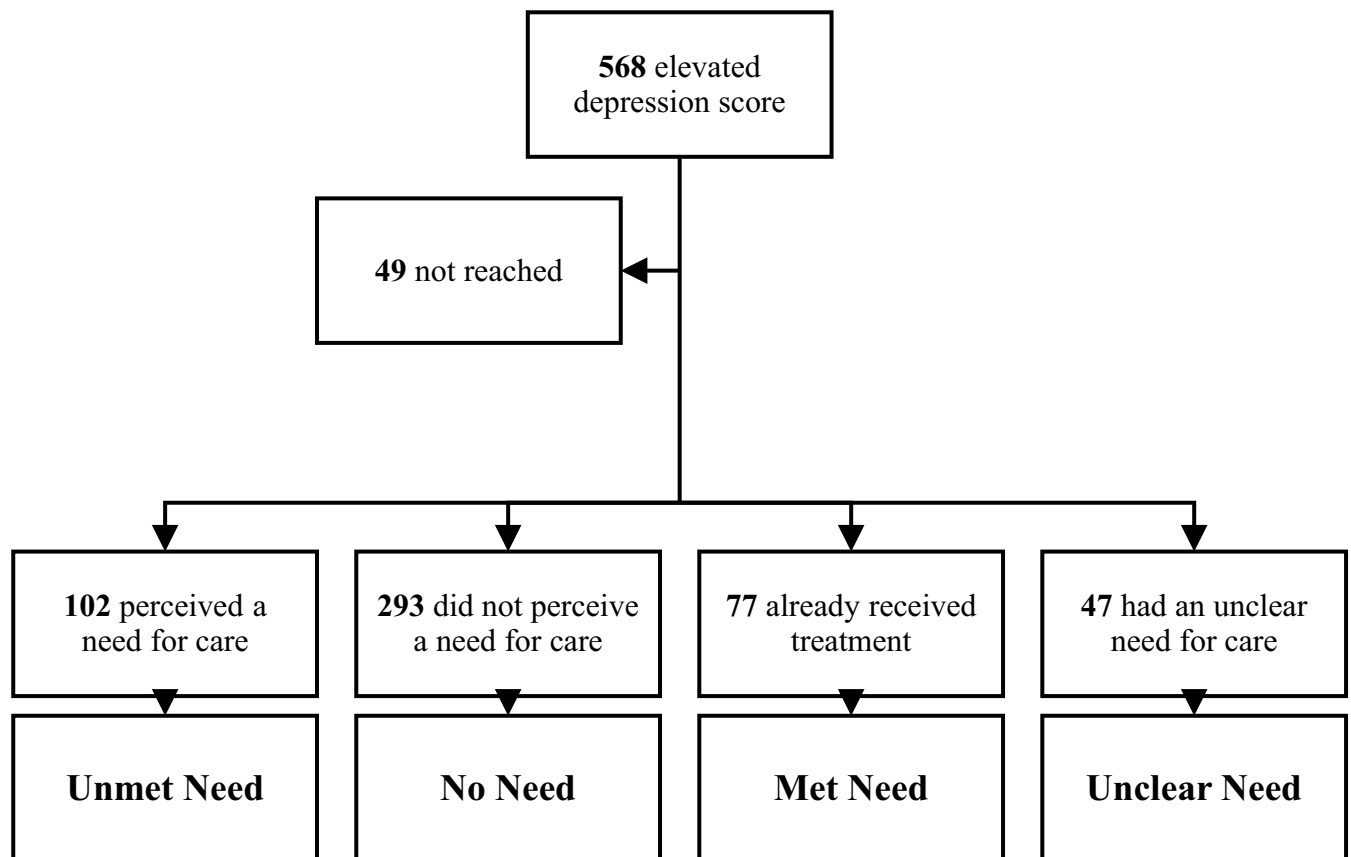 568 elevated
depression score
49 not reached
102 perceived a
need for care
293 did not perceive
a need for care
77 already received
treatment
47 had an unclear
need for care
Unmet Need
No Need
Met Need
Unclear Need